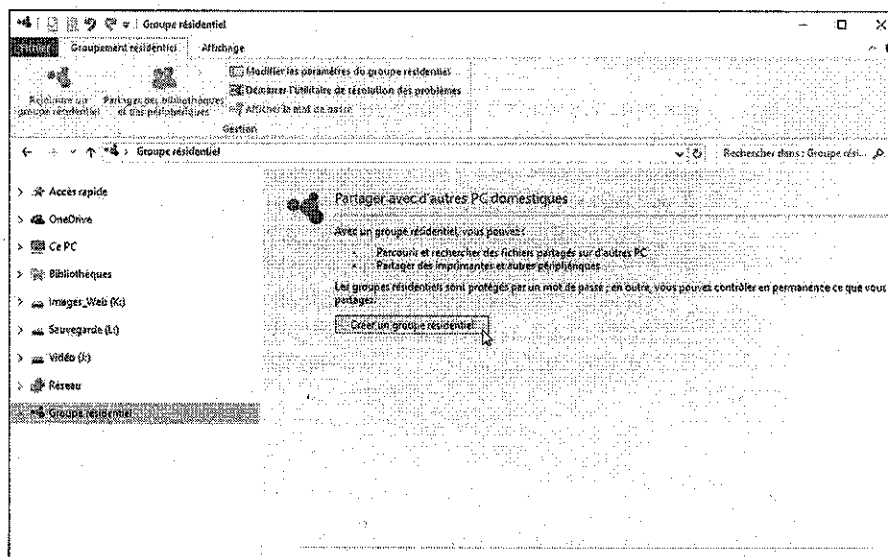 Groupe résidentiel
Fichier Groupement résidentiel Affichage
Rejoindre un groupe résidentiel
Partager des bibliothèques et des périphériques
Modifier les paramètres du groupe résidentiel
Démarrer l'utilitaire de résolution des problèmes
Afficher le mot de passe
Gestion
Groupe résidentiel
Rechercher dans : Groupe rési...
Accès rapide
OneDrive
Ce PC
Bibliothèques
Images_Web (K:)
Sauvegarde (L:)
Vidéo (J:)
Réseau
Groupe résidentiel
Partager avec d'autres PC domestiques
Avec un groupe résidentiel, vous pouvez :
Parcourir et rechercher des fichiers partagés sur d'autres PC
Partager des imprimantes et autres périphériques
Les groupes résidentiels sont protégés par un mot de passe ; en outre, vous pouvez contrôler en permanence ce que vous
partagez.
Créer un groupe résidentiel